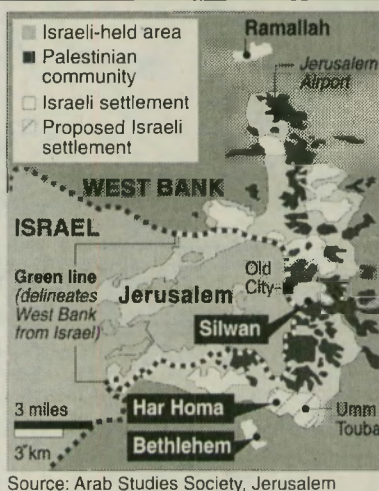 Israeli-held area
Palestinian
community
Israeli settlement
Proposed Israeli
settlement
Ramallah
Jerusalem
Airport
WEST BANK
ISRAEL
Green line
(delineates
West Bank
from Israel)
Jerusalem
Old
City
Silwan
3 miles
3 km
Har Homa
Umm
Touba
Bethlehem
Source: Arab Studies Society, Jerusalem